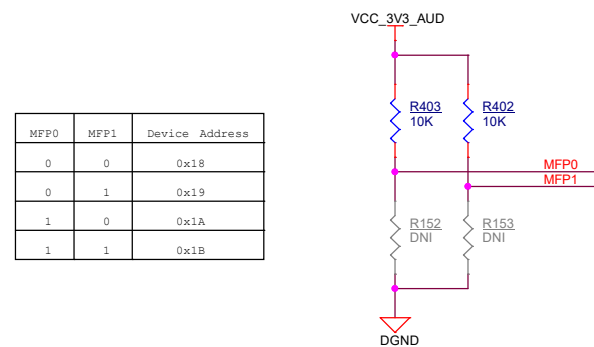 VCC_3V3_AUD
R403
10K
R402
10K
MFP0 MFP1 Device Address
0 0 0x18
0 1 0x19
1 0 0x1A
1 1 0x1B
MFP0
MFP1
R152
DNI
R153
DNI
DGND